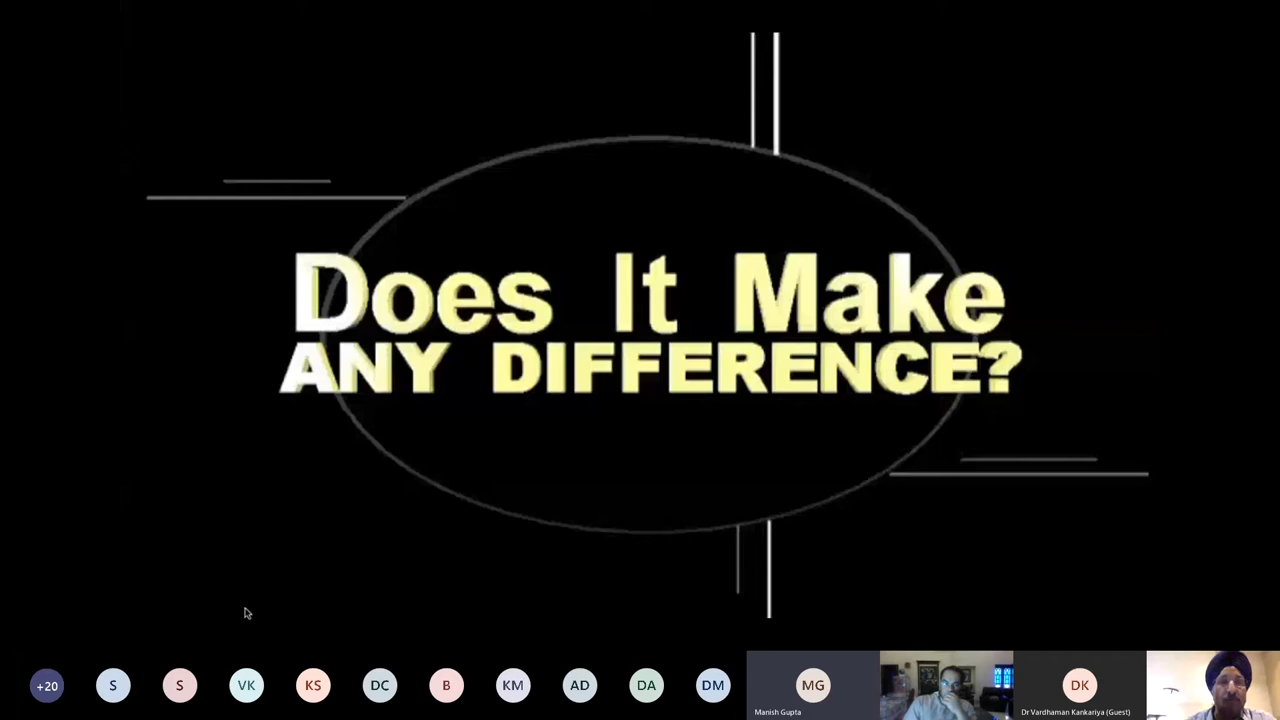 Does It Make
ANY DIFFERENCE?
+20
S
S
VK
KS
DC
B
KM
AD
DA
DM
MG
DK
Manish Gupta
Dr Vardhaman Kankariya (Guest)